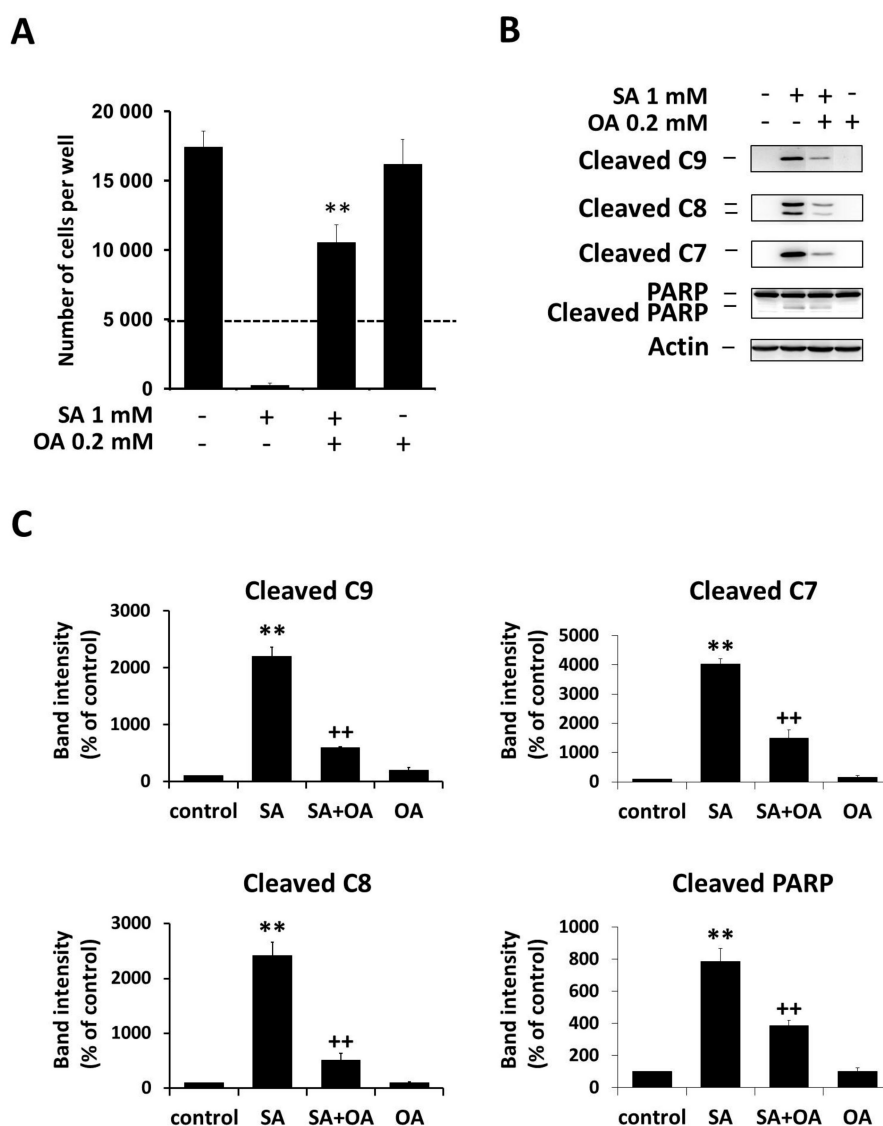 A
Number of cells per well
20 000
15 000
**
10 000
5 000
0
SA 1 mM - + + -
OA 0.2 mM - - + +
B
SA 1 mM - + + -
OA 0.2 mM - - + +
Cleaved C9 –
Cleaved C8 =
Cleaved C7 –
PARP –
Cleaved PARP –
Actin –
C
Cleaved C9
Band intensity
(% of control)
3000
**
2000
1000
++
0
control SA SA+OA OA
Cleaved C7
Band intensity
(% of control)
5000
**
4000
3000
2000
++
1000
0
control SA SA+OA OA
Cleaved C8
Band intensity
(% of control)
3000
**
2000
1000
++
0
control SA SA+OA OA
Cleaved PARP
Band intensity
(% of control)
1000
**
800
600
++
400
200
0
control SA SA+OA OA